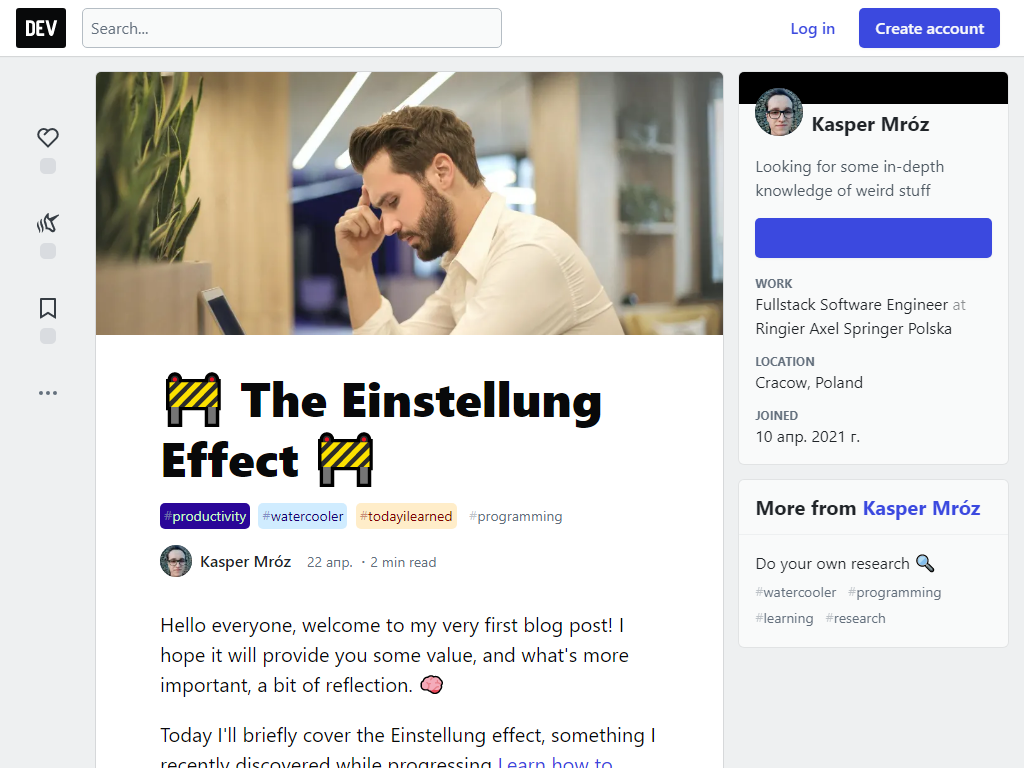 DEV
Search...
Log in
Create account
The Einstellung
Effect
#productivity #watercooler #todayilearned #programming
Kasper Mróz 22 апр. · 2 min read
Hello everyone, welcome to my very first blog post! I
hope it will provide you some value, and what's more
important, a bit of reflection.
Today I'll briefly cover the Einstellung effect, something I
recently discovered while progressing Learn how to
Kasper Mróz
Looking for some in-depth
knowledge of weird stuff
WORK
Fullstack Software Engineer at
Ringier Axel Springer Polska
LOCATION
Cracow, Poland
JOINED
10 апр. 2021 г.
More from Kasper Mróz
Do your own research
#watercooler #programming
#learning #research